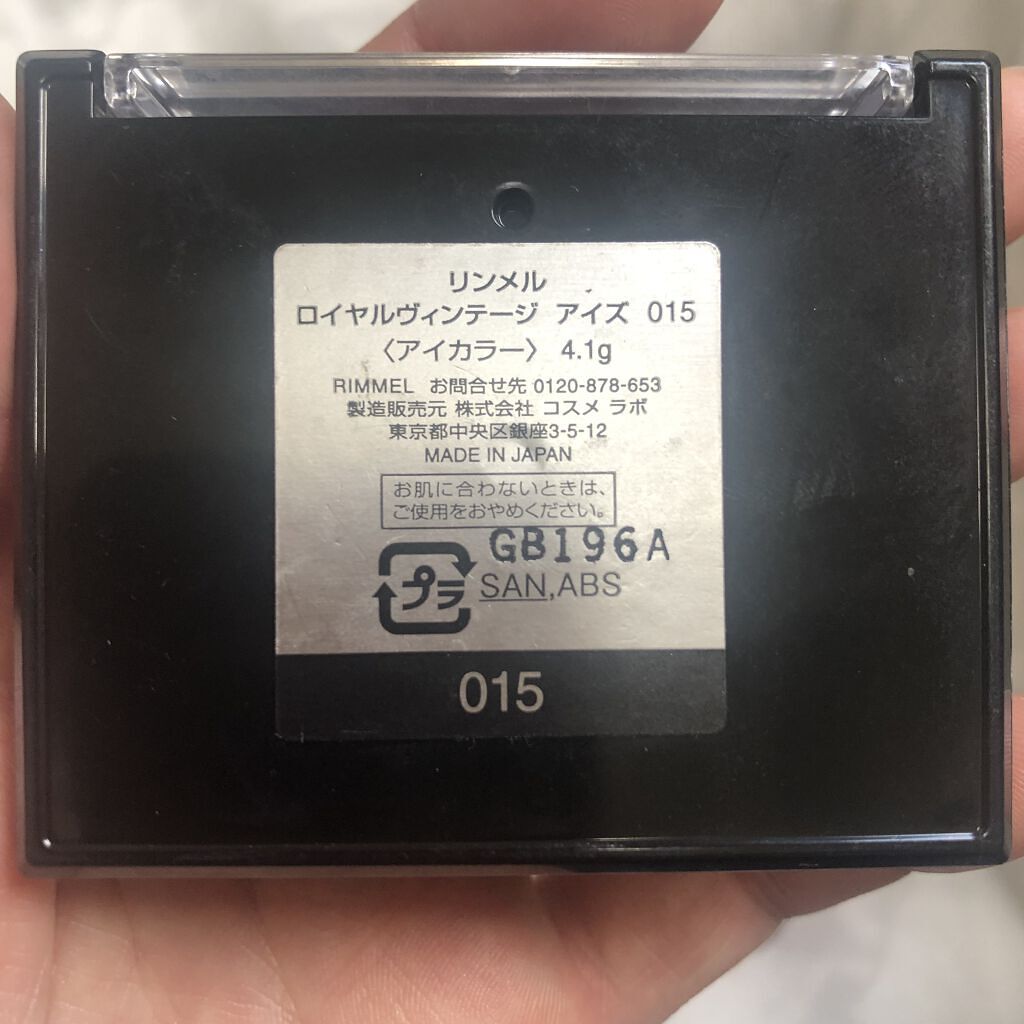 リンメル
ロイヤルヴィンテージ アイズ 015
〈アイカラー〉 4.1g
RIMMEL お問合せ先 0120-878-653
製造販売元 株式会社 コスメ ラボ
東京都中央区銀座3-5-12
MADE IN JAPAN
お肌に合わないときは、
ご使用をおやめください。
GB196A
プラ SAN,ABS
015